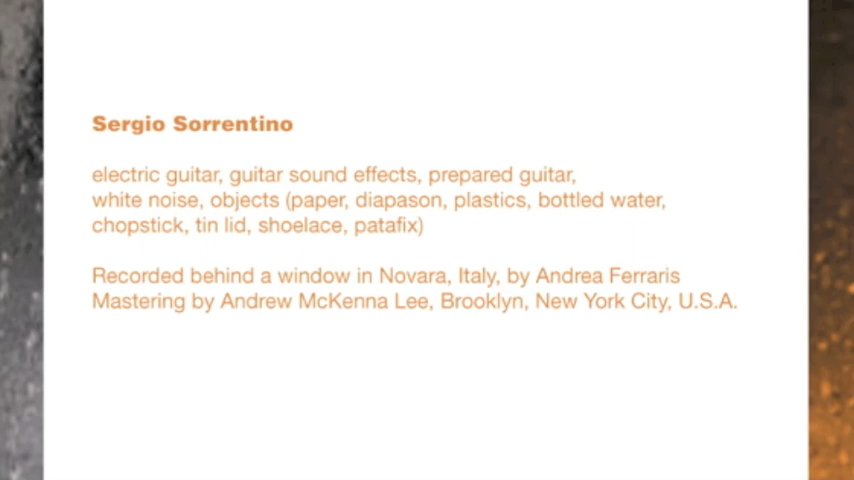 Sergio Sorrentino
electric guitar, guitar sound effects, prepared guitar,
white noise, objects (paper, diapason, plastics, bottled water,
chopstick, tin lid, shoelace, patafix)
Recorded behind a window in Novara, Italy, by Andrea Ferraris
Mastering by Andrew McKenna Lee, Brooklyn, New York City, U.S.A.